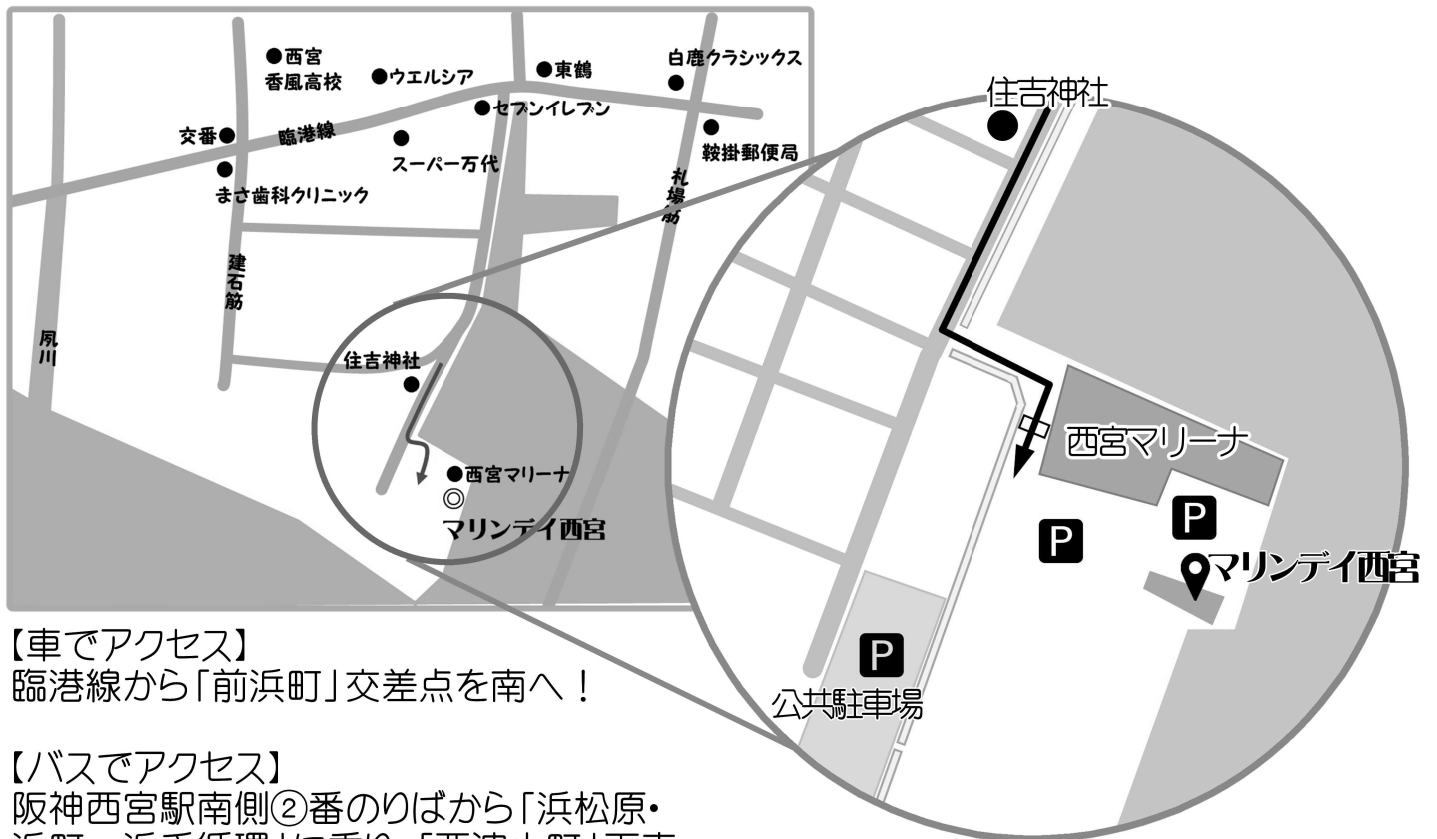 西宮
香風高校
ウエルシア
東鶴
白鹿クラシックス
セブンイレブン
交番
臨港線
スーパー万代
鞍掛郵便局
まさ歯科クリニック
札場筋
建石筋
夙川
住吉神社
西宮マリーナ
マリンデイ西宮
住吉神社
西宮マリーナ
P
P
マリンデイ西宮
P
公共駐車場
【車でアクセス】
臨港線から「前浜町」交差点を南へ！
【バスでアクセス】
阪神西宮駅南側②番のりばから「浜松原・